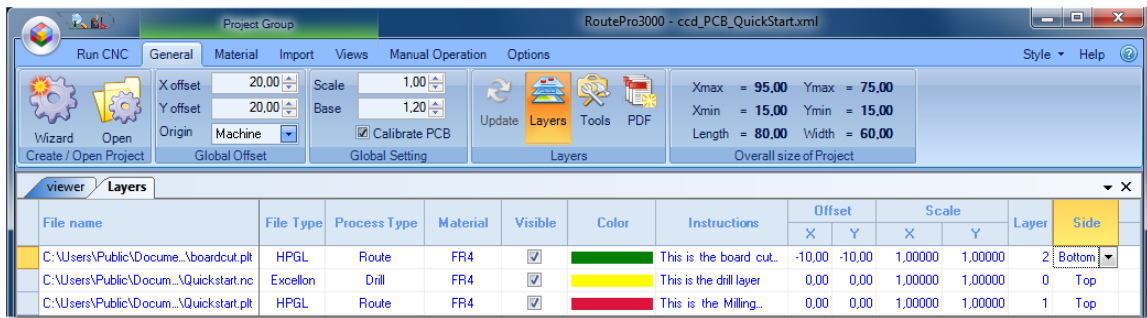 Project Group RoutePro3000 - ccd_PCB_QuickStart.xml
Run CNC General Material Import Views Manual Operation Options Style Help
X offset 20,00 Scale 1,00 Xmax = 95,00 Ymax = 75,00
Y offset 20,00 Base 1,20 Xmin = 15,00 Ymin = 15,00
Wizard Open Origin Machine Calibrate PCB Update Layers Tools PDF Length = 80,00 Width = 60,00
Create / Open Project Global Offset Global Setting Layers Overall size of Project
viewer Layers
File name File Type Process Type Material Visible Color Instructions Offset Scale Layer Side
X Y X Y
C:\Users\Public\Docume...\boardcut.plt HPGL Route FR4 This is the board cut.. -10,00 -10,00 1,00000 1,00000 2 Bottom
C:\Users\Public\Docum...\Quickstart.nc Excellon Drill FR4 This is the drill layer 0,00 0,00 1,00000 1,00000 0 Top
C:\Users\Public\Docum...\Quickstart.plt HPGL Route FR4 This is the Milling... 0,00 0,00 1,00000 1,00000 1 Top